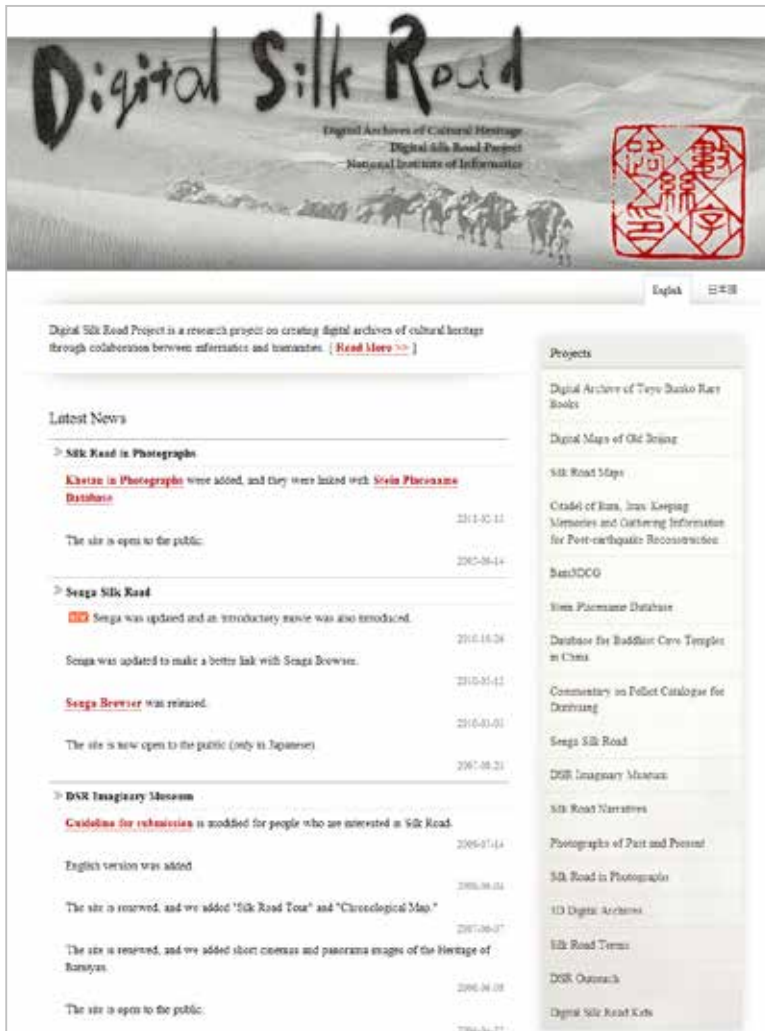 Digital Silk Road
Digital Archives of Cultural Heritage
Digital Silk Road Project
National Institute of Informatics
English 日本語
Digital Silk Road Project is a research project on creating digital archives of cultural heritage
through collaboration between informatics and humanities. [ Read More >> ]
Latest News
Silk Road in Photographs
Khotan in Photographs were added, and they were linked with Stein Placename
Database
The site is open to the public.
Senga Silk Road
Senga was updated and an introductory movie was also introduced.
Senga was updated to make a better link with Senga Browser.
Senga Browser was released.
The site is now open to the public (only in Japanese)
DSR Imaginary Museum
Guideline for submission is modified for people who are interested in Silk Road.
2009-07-14
English version was added
The site is renewed, and we added "Silk Road Tour" and "Chronological Map."
The site is renewed, and we added short cinemas and panorama images of the Heritage of
Bamiyan.
The site is open to the public.
Projects
Digital Archive of Toyo Bunko Rare
Books
Digital Maps of Old Beijing
Silk Road Maps
Citadel of Bam, Iran: Keeping
Memories and Gathering Information
for Post-earthquake Reconstruction
Bam3DCG
Stein Placename Database
Database for Buddhist Cave Temples
in China
Commentary on Pelliot Catalogue for
Dunhuang
Senga Silk Road
DSR Imaginary Museum
Silk Road Narratives
Photographs of Past and Present
Silk Road in Photographs
3D Digital Archives
Silk Road Terms
DSR Outreach
Digital Silk Road Kids